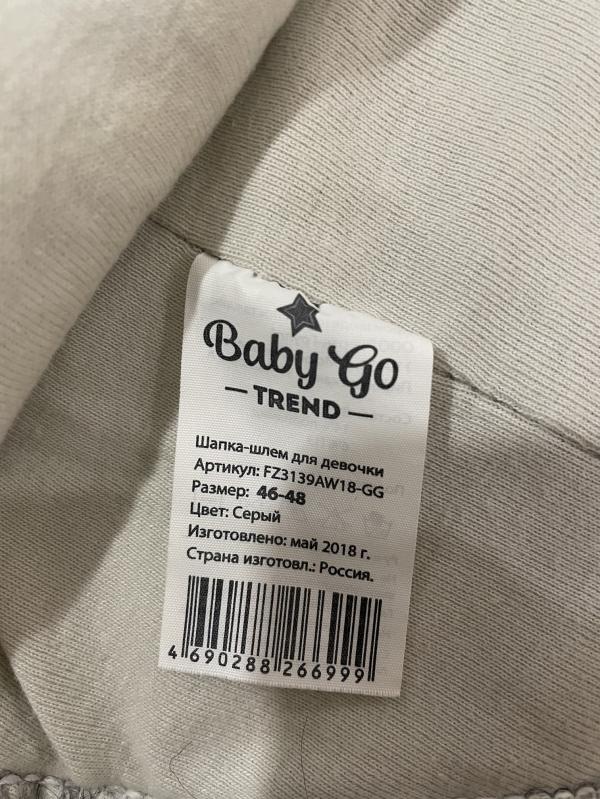 Baby Go
— TREND —
Шапка-шлем для девочки
Артикул: FZ3139AW18-GG
Размер: 46-48
Цвет: Серый
Изготовлено: май 2018 г.
Страна изготовл.: Россия.
4 690288 266999